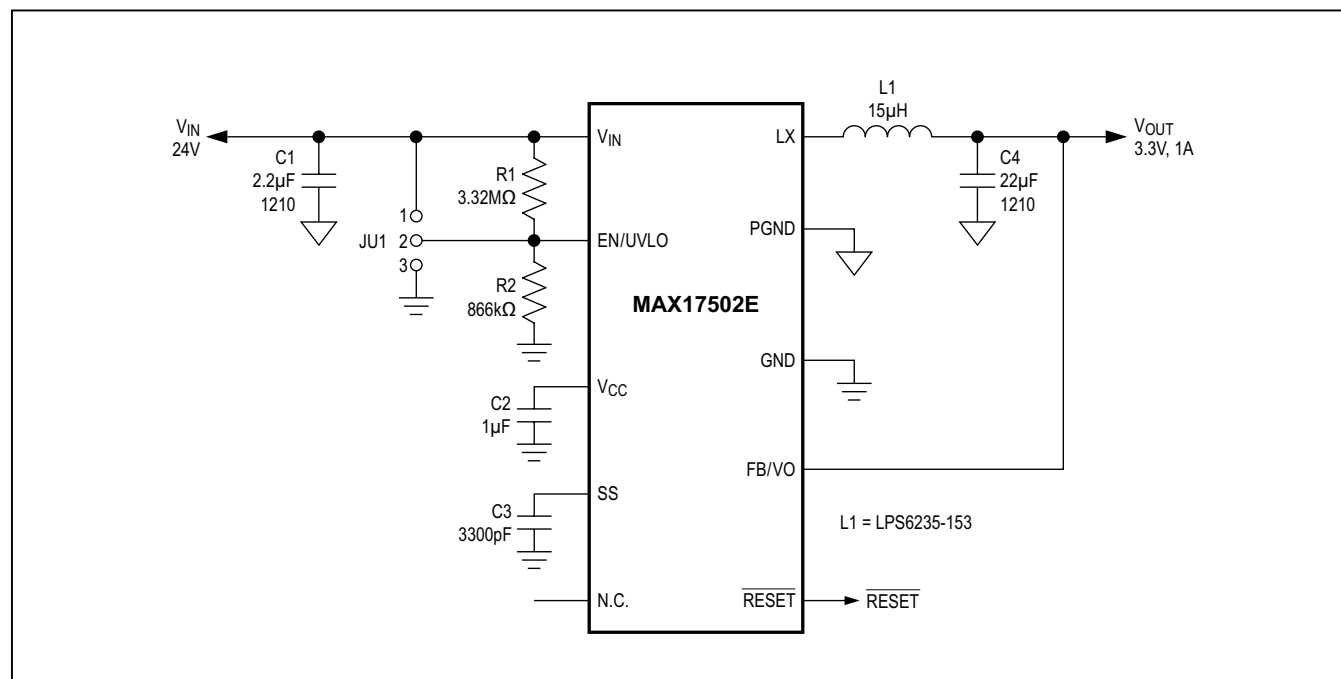 VIN
24V
C1
2.2µF
1210
JU1
1
2
3
R1
3.32MΩ
R2
866kΩ
C2
1µF
C3
3300pF
VIN
EN/UVLO
VCC
SS
N.C.
MAX17502E
LX
PGND
GND
FB/VO
RESET
RESET
L1
15µH
C4
22µF
1210
VOUT
3.3V, 1A
L1 = LPS6235-153